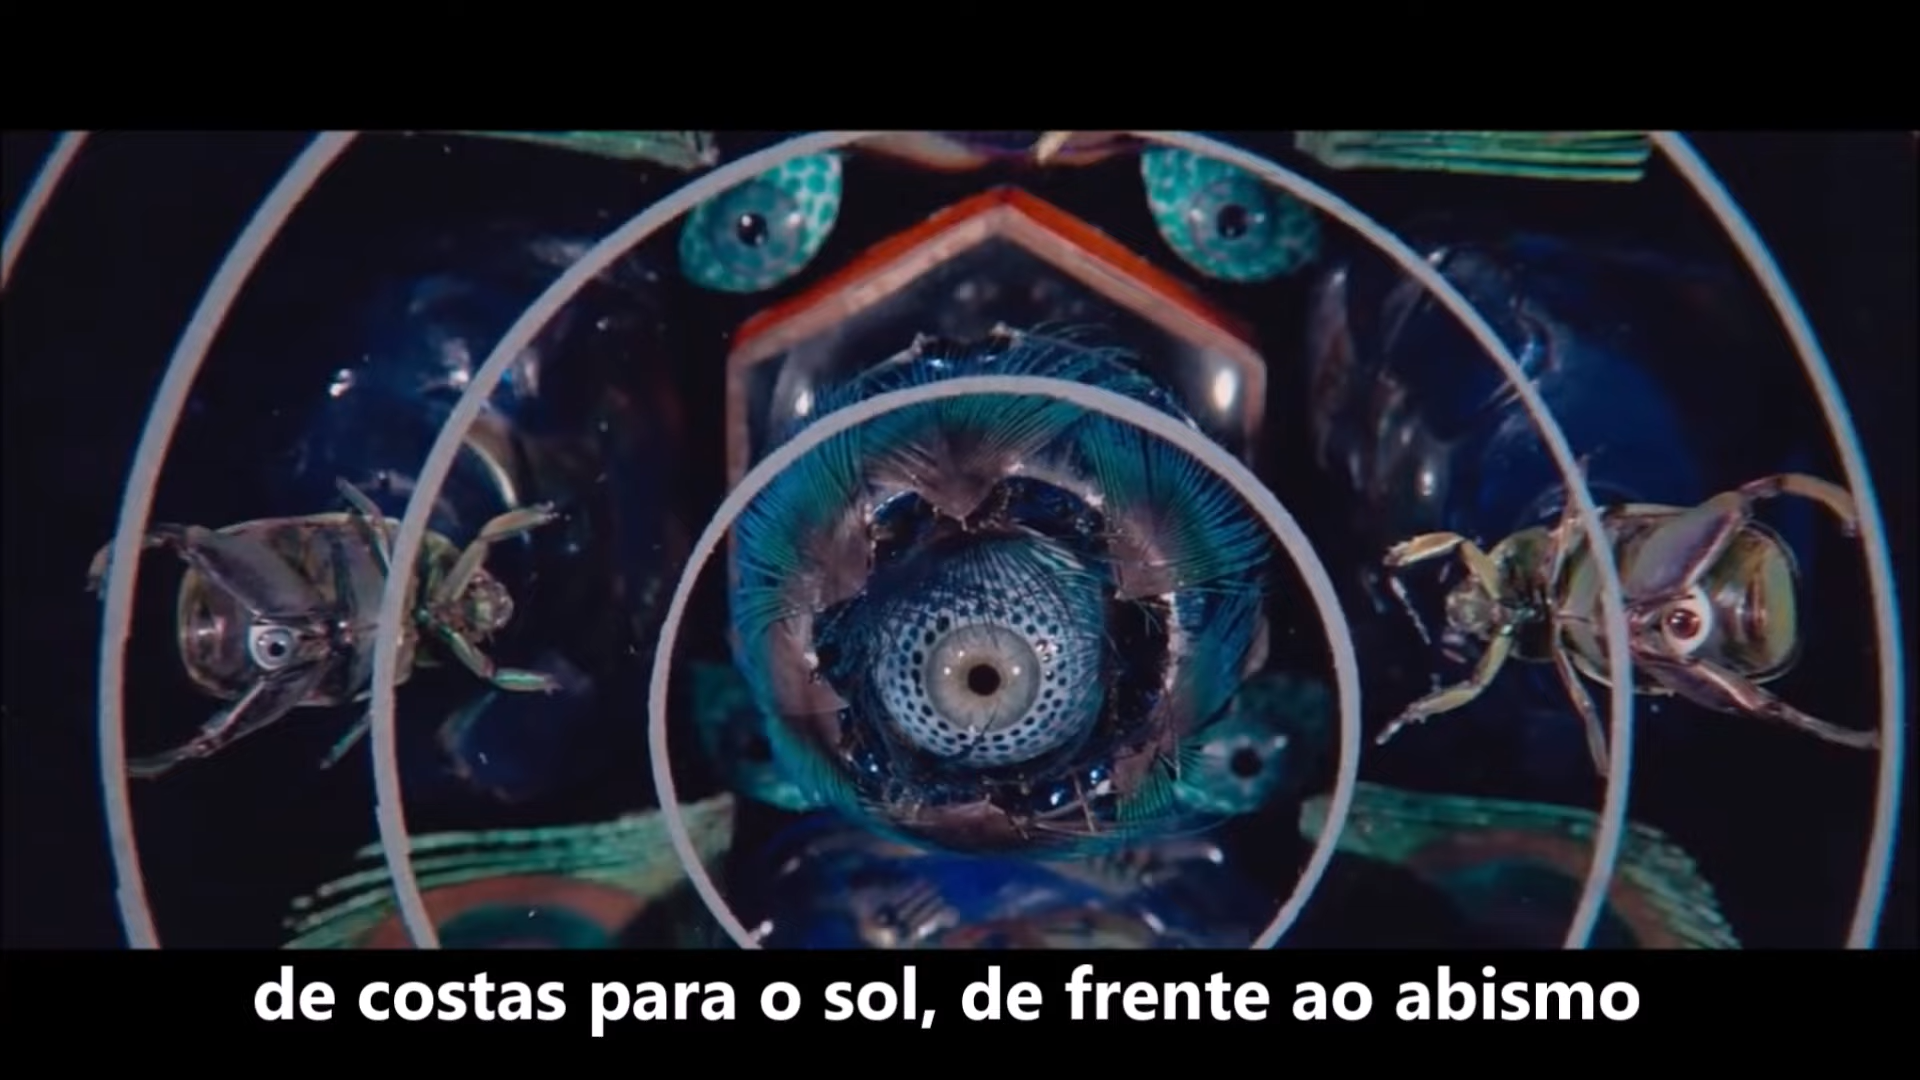 de costas para o sol, de frente ao abismo